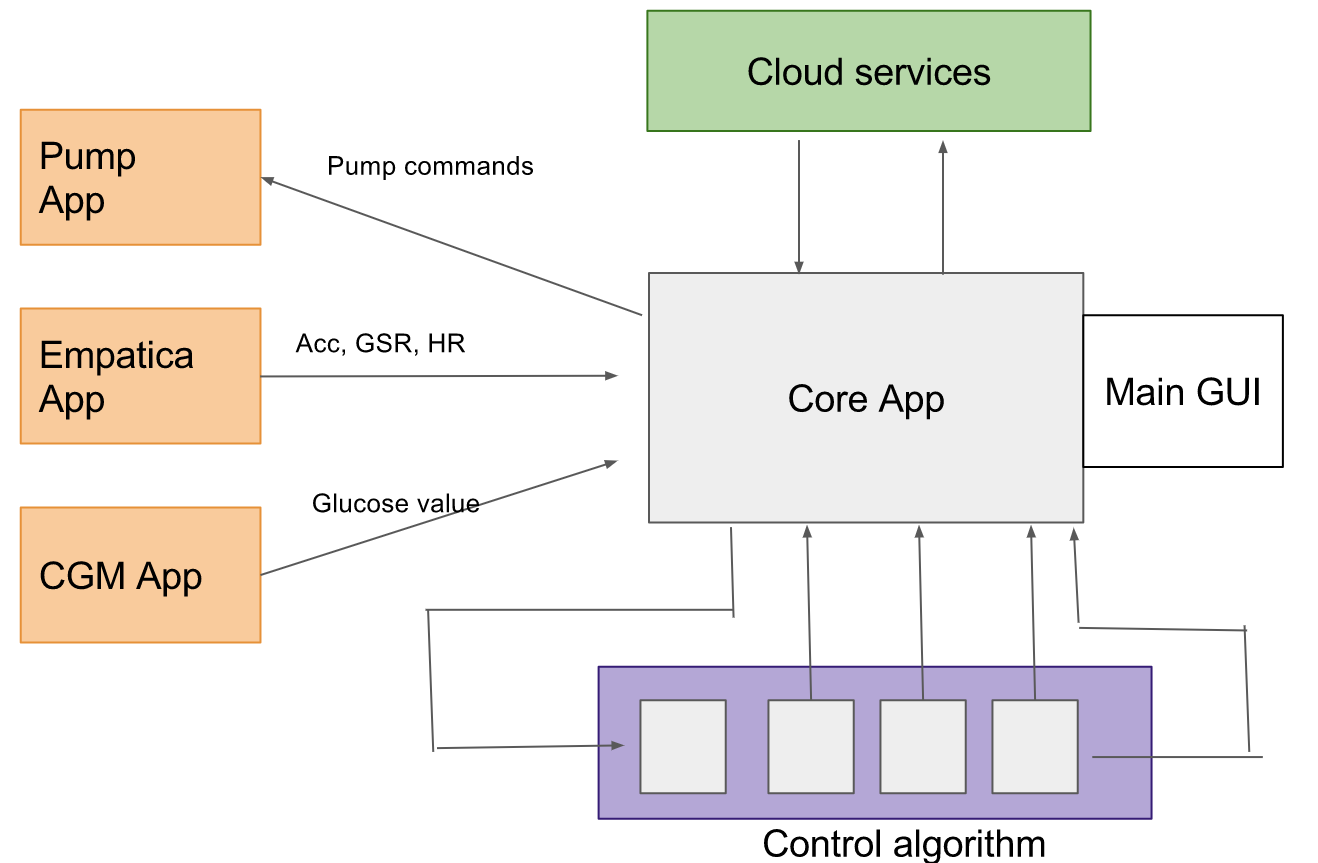 Cloud services
Pump
App
Pump commands
Empatica
App
Acc, GSR, HR
Core App
Main GUI
Glucose value
CGM App
Control algorithm